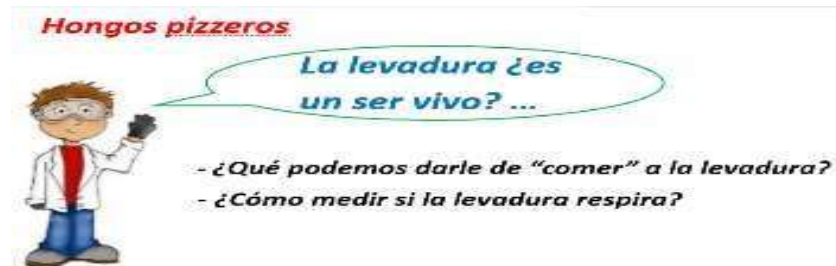 Hongos pizzeros
La levadura ¿es
un ser vivo? ...
- ¿Qué podemos darle de “comer” a la levadura?
- ¿Cómo medir si la levadura respira?